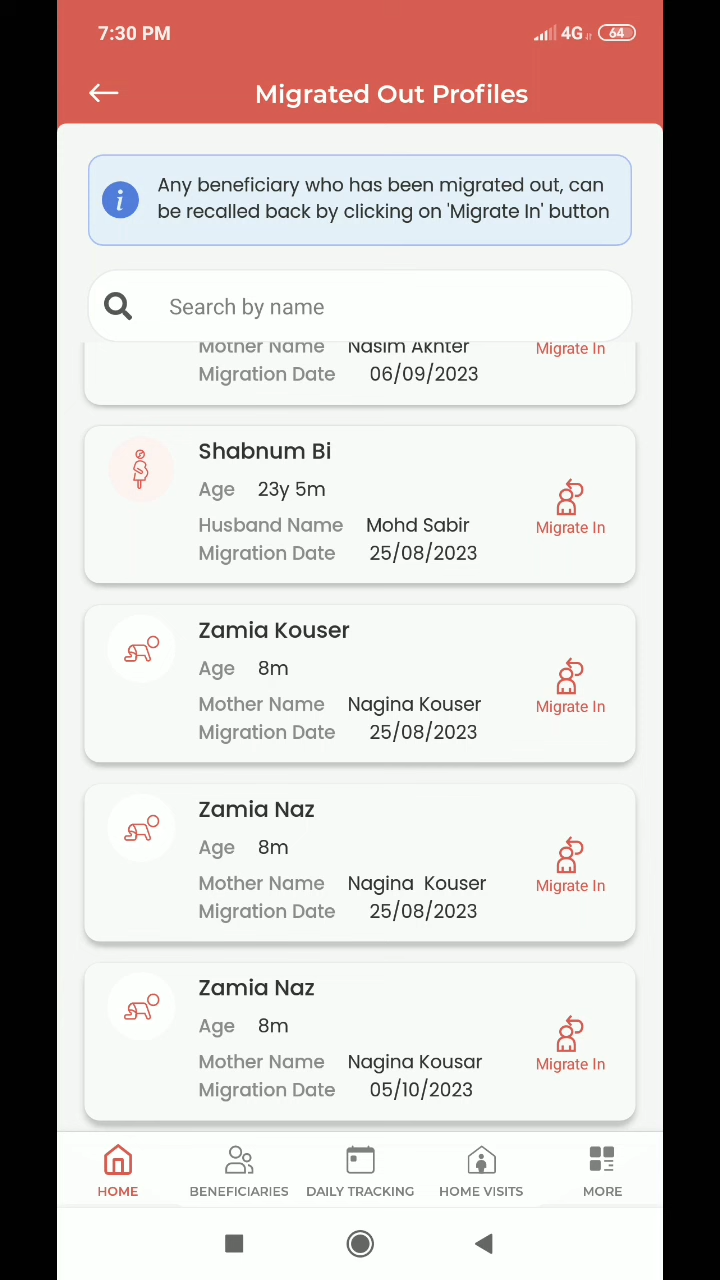 7:30 PM 4G 64
Migrated Out Profiles
Any beneficiary who has been migrated out, can
be recalled back by clicking on 'Migrate In' button
Search by name
Mother Name Nasim Akhter Migrate In
Migration Date 06/09/2023
Shabnum Bi
Age 23y 5m
Husband Name Mohd Sabir Migrate In
Migration Date 25/08/2023
Zamia Kouser
Age 8m
Mother Name Nagina Kouser Migrate In
Migration Date 25/08/2023
Zamia Naz
Age 8m
Mother Name Nagina  Kouser Migrate In
Migration Date 25/08/2023
Zamia Naz
Age 8m
Mother Name Nagina Kousar Migrate In
Migration Date 05/10/2023
HOME BENEFICIARIES DAILY TRACKING HOME VISITS MORE